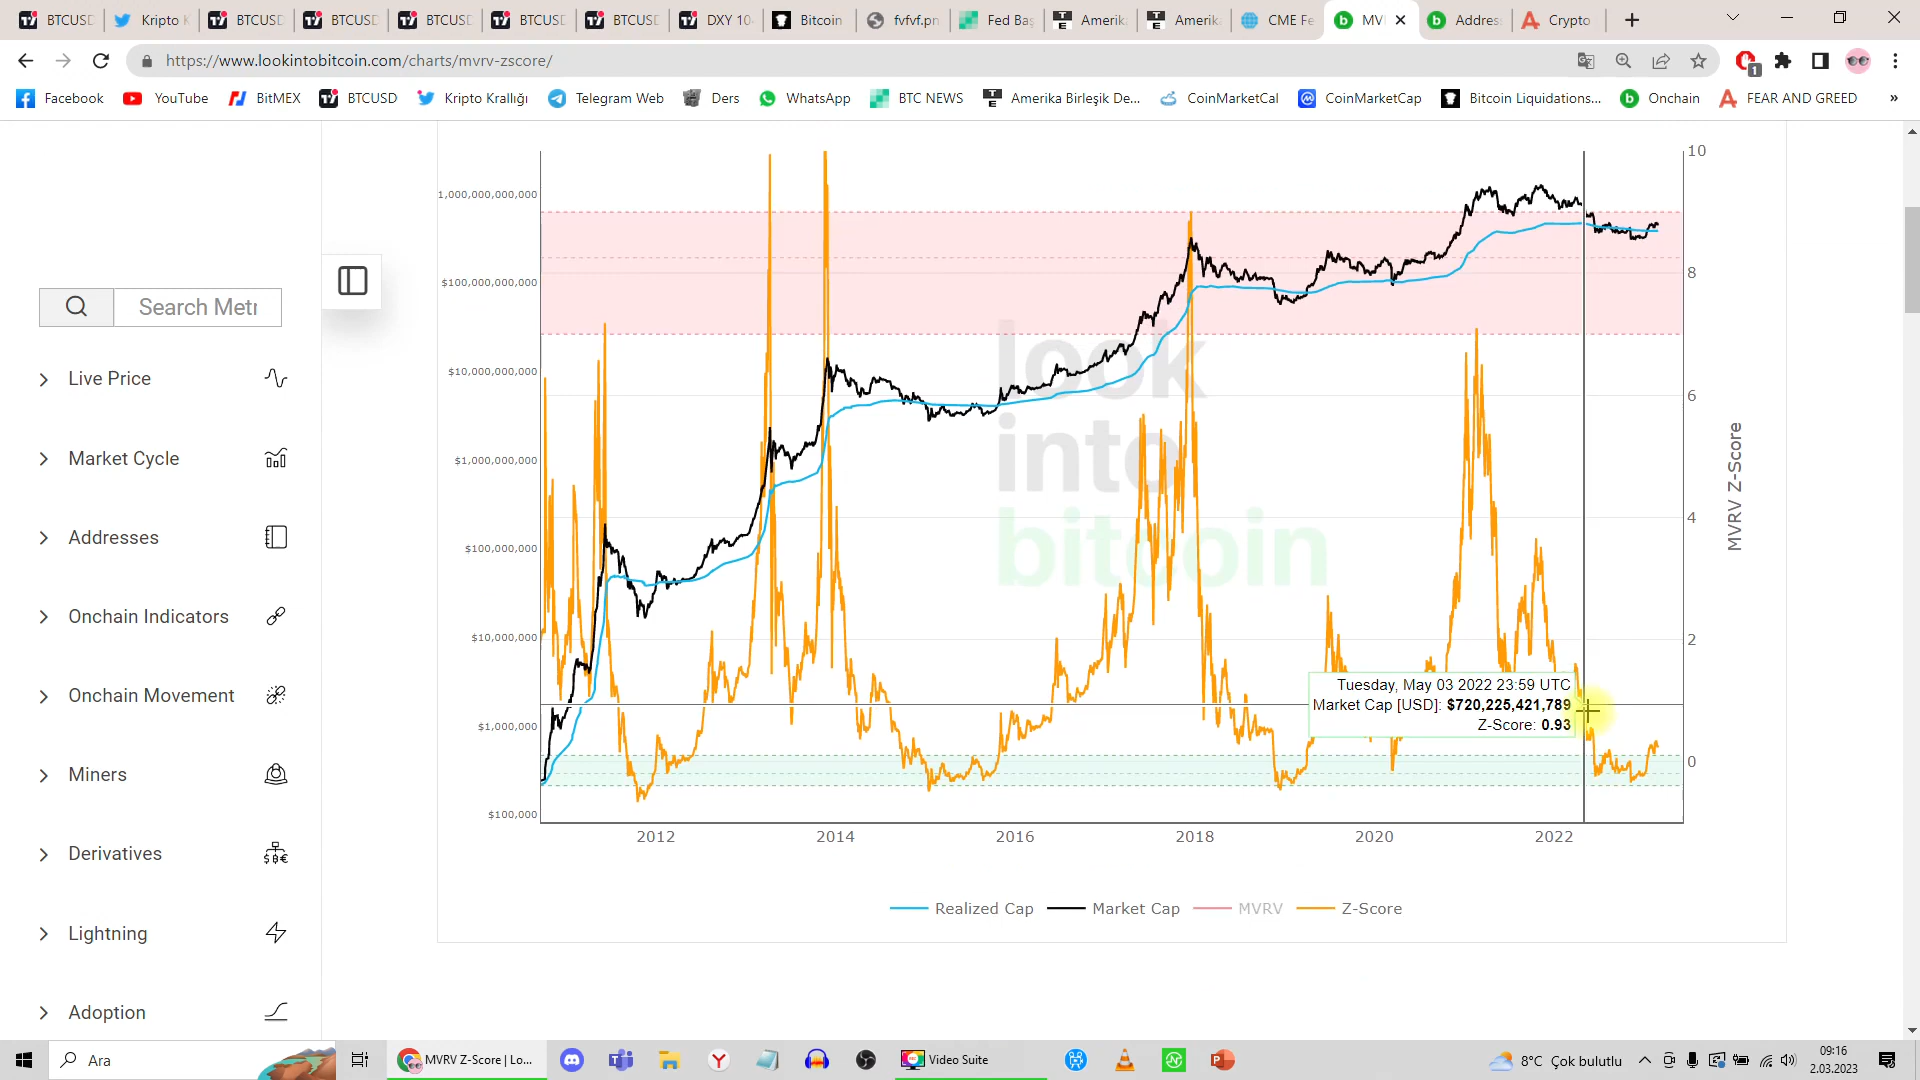 BTCUSD
Kripto K
BTCUSD
BTCUSD
BTCUSD
BTCUSD
BTCUSD
DXY 10
Bitcoin
fvfvf.pn
Fed Baş
Amerika
Amerika
CME Fe
MV
Addres
Crypto
https://www.lookintobitcoin.com/charts/mvrv-zscore/
1
Facebook
YouTube
BitMEX
BTCUSD
Kripto Krallığı
Telegram Web
Ders
WhatsApp
BTC NEWS
Amerika Birleşik De...
CoinMarketCal
CoinMarketCap
Bitcoin Liquidations...
Onchain
FEAR AND GREED
»
Search Metri
Live Price
Market Cycle
Addresses
Onchain Indicators
Onchain Movement
Miners
Derivatives
Lightning
Adoption
1,000,000,000,000
$100,000,000,000
$10,000,000,000
$1,000,000,000
$100,000,000
$10,000,000
$1,000,000
$100,000
10
8
6
4
2
0
MVRV Z-Score
look
into
bitcoin
Tuesday, May 03 2022 23:59 UTC
Market Cap [USD]: $720,225,421,789
Z-Score: 0.93
2012
2014
2016
2018
2020
2022
Realized Cap
Market Cap
MVRV
Z-Score
Ara
MVRV Z-Score | Lo...
Video Suite
8°C Çok bulutlu
09:16
2.03.2023